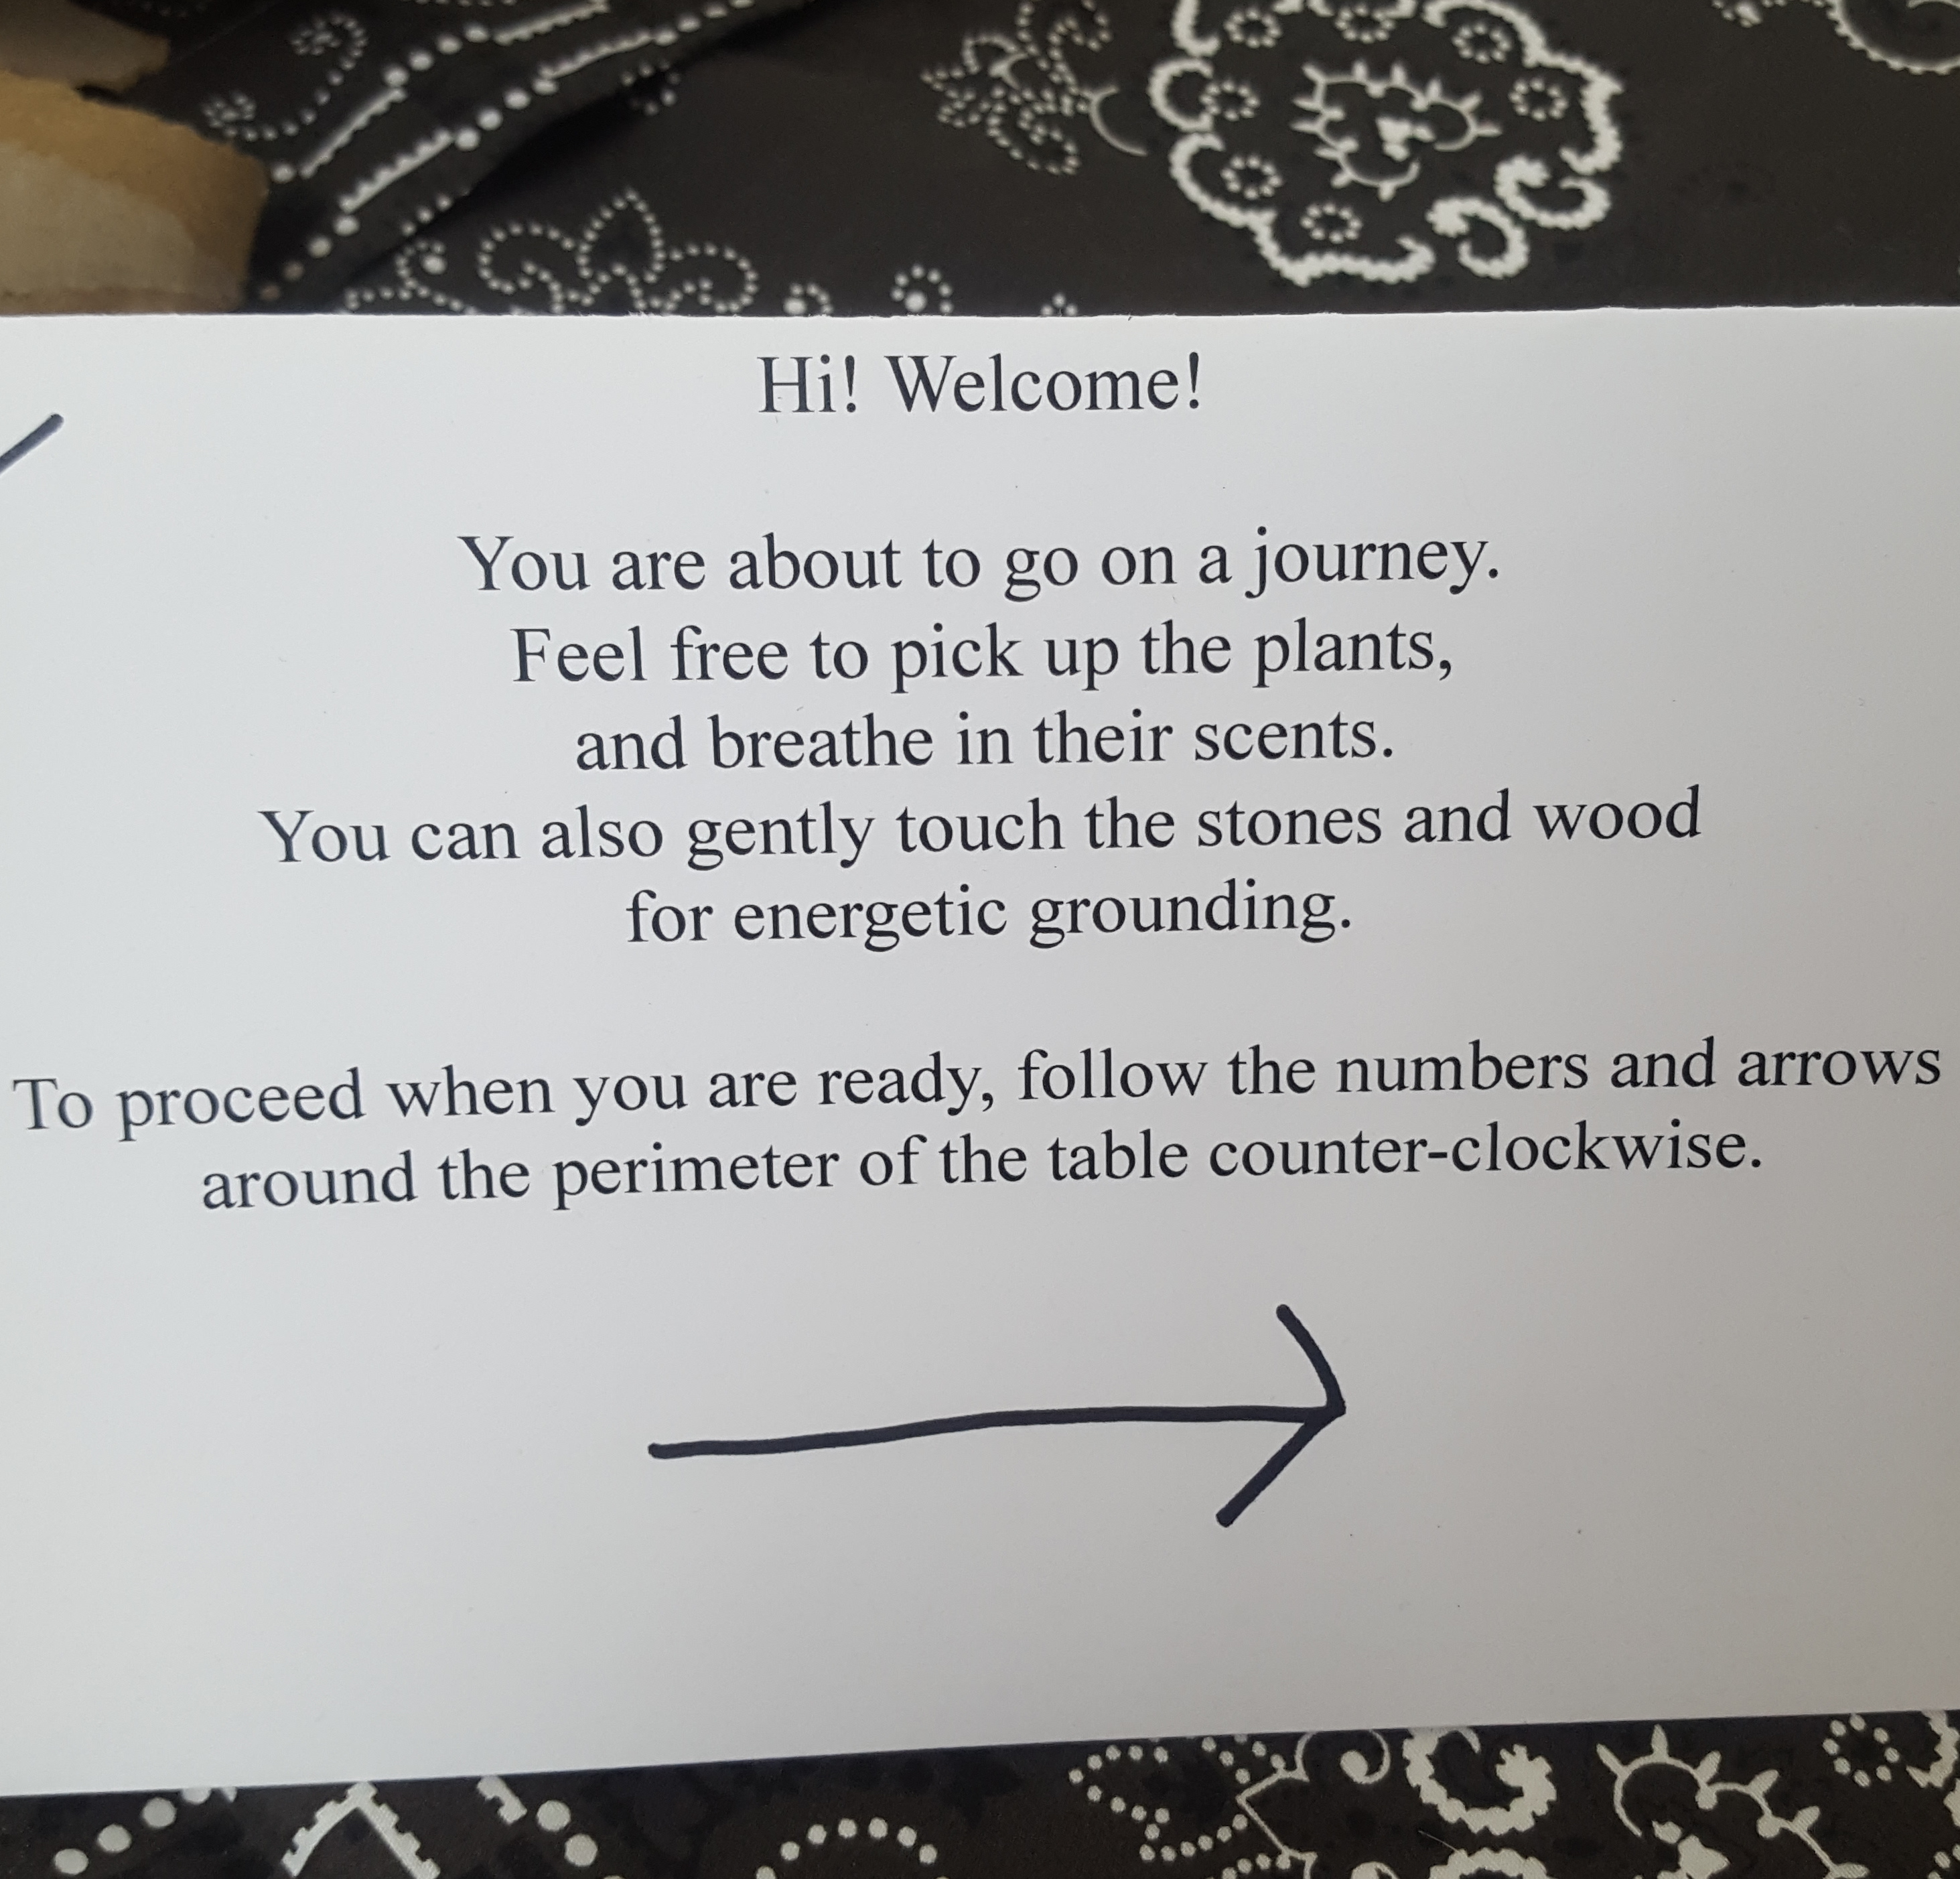 Hi! Welcome!
You are about to go on a journey.
Feel free to pick up the plants,
and breathe in their scents.
You can also gently touch the stones and wood
for energetic grounding.
To proceed when you are ready, follow the numbers and arrows
around the perimeter of the table counter-clockwise.